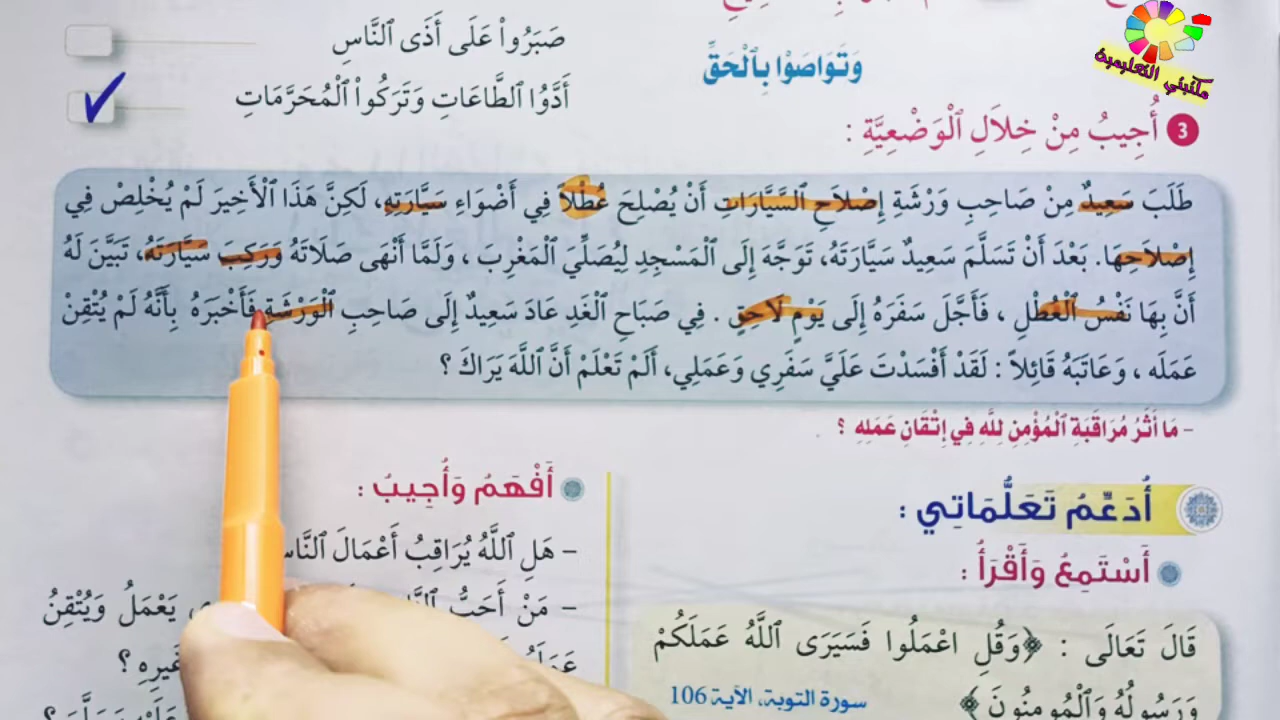 صَبَرُواْ عَلَى أَذَى ٱلنَّاسِ
وَتَوَاصَوْا بِٱلْحَقِّ
أَدَّوُا ٱلطَّاعَاتِ وَتَرَكُواْ ٱلْمُحَرَّمَاتِ
مكتبتي التعليمية
3 أُجِيبُ مِنْ خِلَالِ ٱلْوَضْعِيَّةِ :
طَلَبَ سَعِيدٌ مِنْ صَاحِبِ وَرْشَةِ إِصْلَاحِ ٱلسَّيَّارَاتِ أَنْ يُصْلِحَ عُطْلاً فِي أَضْوَاءِ سَيَّارَتِهِ، لَكِنَّ هَذَا ٱلْأَخِيرَ لَمْ يُخْلِصْ فِي
إِصْلَاحِهَا. بَعْدَ أَنْ تَسَلَّمَ سَعِيدٌ سَيَّارَتَهُ، تَوَجَّهَ إِلَى ٱلْمَسْجِدِ لِيُصَلِّيَ ٱلْمَغْرِبَ ، وَلَمَّا أَنْهَى صَلَاتَهُ وَرَكِبَ سَيَّارَتَهُ، تَبَيَّنَ لَهُ
أَنَّ بِهَا نَفْسُ ٱلْعُطْلِ ، فَأَجَّلَ سَفَرَهُ إِلَى يَوْمٍ لَاحِقٍ . فِي صَبَاحِ ٱلْغَدِ عَادَ سَعِيدٌ إِلَى صَاحِبِ ٱلْوَرْشَةِ فَأَخْبَرَهُ بِأَنَّهُ لَمْ يُتْقِنْ
عَمَلَه ، وَعَاتَبَهُ قَائِلاً : لَقَدْ أَفْسَدْتَ عَلَيَّ سَفَرِي وَعَمَلِي، أَلَمْ تَعْلَمْ أَنَّ ٱللَّهَ يَرَاكَ ؟
- مَا أَثَرُ مُرَاقَبَةِ ٱلْمُؤْمِنِ لِلَّهِ فِي إِتْقَانِ عَمَلِهِ ؟
أُدَعِّمُ تَعَلُّمَاتِي :
أَسْتَمِعُ وَأَقْرَأُ :
قَالَ تَعَالَى : ﴿وَقُلِ اعْمَلُوا فَسَيَرَى ٱللَّهُ عَمَلَكُمْ
وَرَسُولُهُ وَٱلْمُومِنُونَ ﴾
سورة التوبة، الآية 106
أَفْهَمُ وَأُجِيبُ :
- هَلِ ٱللَّهُ يُرَاقِبُ أَعْمَالَ
- مَنْ أَحَبُّ يَعْمَلُ وَيُتْقِنُ